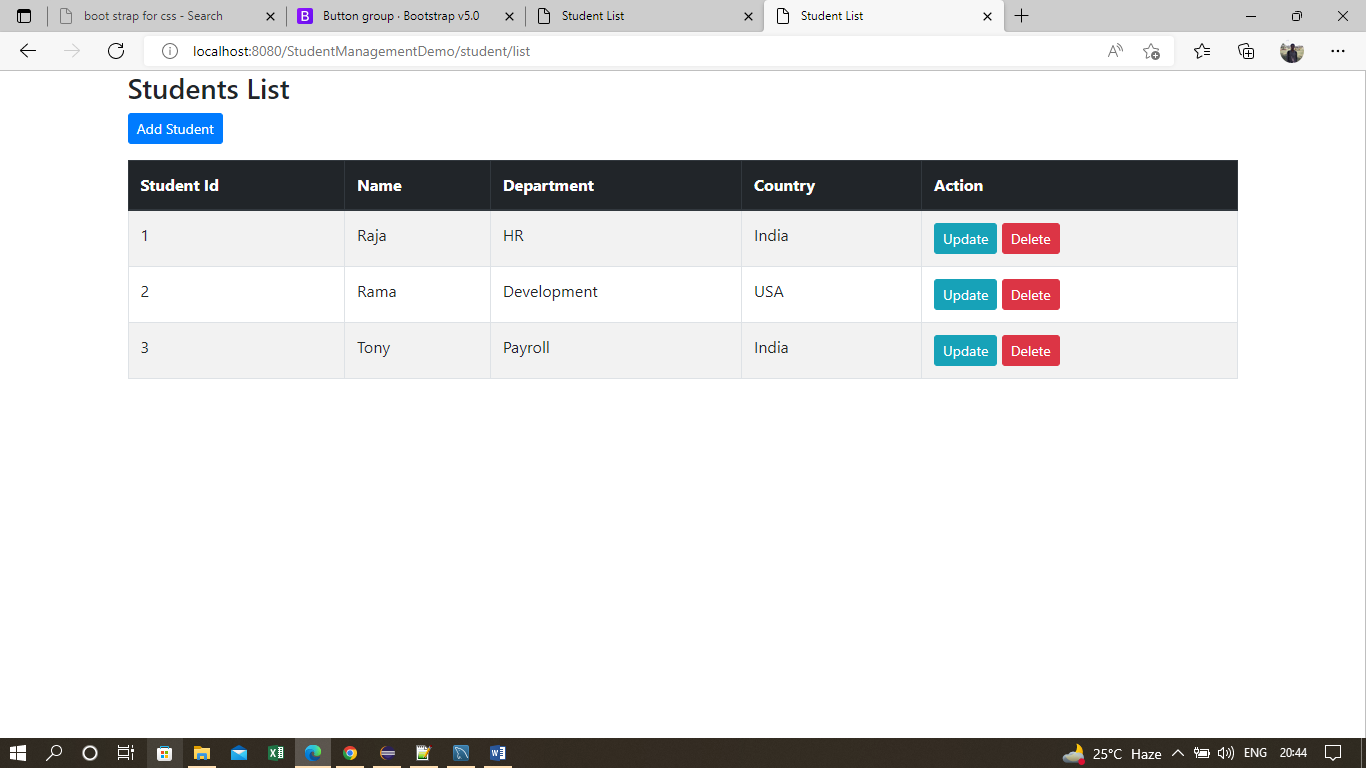 boot strap for css - Search
Button group · Bootstrap v5.0
Student List
Student List
localhost:8080/StudentManagementDemo/student/list
Students List
Add Student
Student Id Name Department Country Action
1 Raja HR India Update Delete
2 Rama Development USA Update Delete
3 Tony Payroll India Update Delete
25°C Haze ENG 20:44